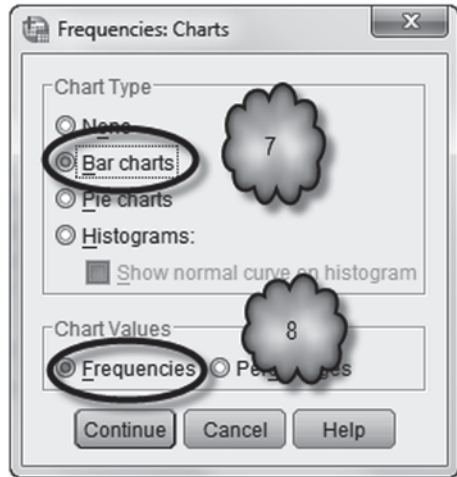 Frequencies: Charts
x
Chart Type
None
7
Bar charts
Pie charts
Histograms:
Show normal curve on histogram
Chart Values
8
Frequencies
Continue Cancel Help